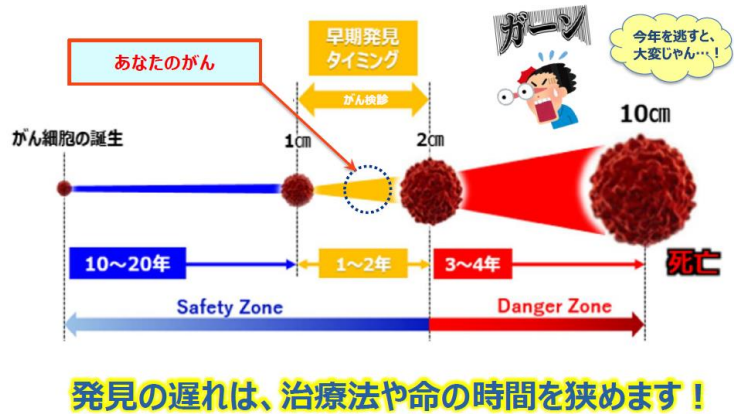 ガーン
今年を逃すと、
大変じゃん…！
早期発見
タイミング
あなたのがん
がん検診
10㎝
がん細胞の誕生
1㎝
2㎝
10～20年
1～2年
3～4年
死亡
Safety Zone
Danger Zone
発見の遅れは、治療法や命の時間を狭めます！